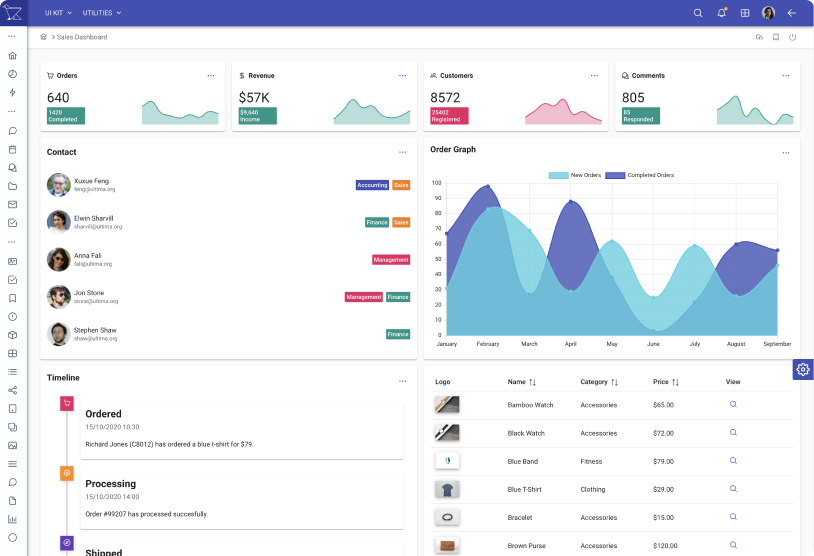 UI KIT UTILITIES
> Sales Dashboard
Orders
640
1420
Completed
Revenue
$57K
$9,640
Income
Customers
8572
25402
Registered
Comments
805
85
Responded
Contact
Xuxue Feng
feng@ultima.org
Accounting Sales
Elwin Sharvill
sharvill@ultima.org
Finance Sales
Anna Fali
fali@ultima.org
Management
Jon Stone
stone@ultima.org
Management Finance
Stephen Shaw
shaw@ultima.org
Finance
Order Graph
New Orders Completed Orders
100
90
80
70
60
50
40
30
20
10
0
January February March April May June July August September
Timeline
Ordered
15/10/2020 10:30
Richard Jones (C8012) has ordered a blue t-shirt for $79.
Processing
15/10/2020 14:00
Order #99207 has processed succesfully.
Shipped
Logo Name Category Price View
Bamboo Watch Accessories $65.00
Black Watch Accessories $72.00
Blue Band Fitness $79.00
Blue T-Shirt Clothing $29.00
Bracelet Accessories $15.00
Brown Purse Accessories $120.00